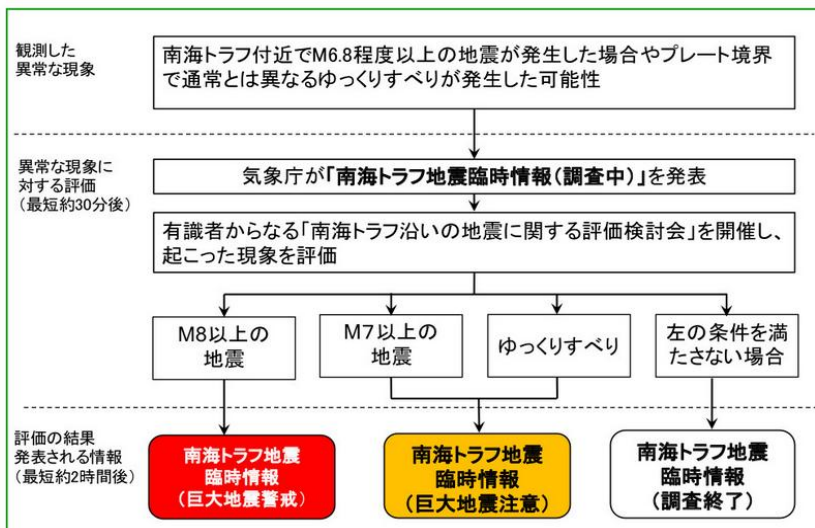 観測した
異常な現象
南海トラフ付近でM6.8程度以上の地震が発生した場合やプレート境界
で通常とは異なるゆっくりすべりが発生した可能性
異常な現象に
対する評価
(最短約30分後)
気象庁が「南海トラフ地震臨時情報(調査中)」を発表
有識者からなる「南海トラフ沿いの地震に関する評価検討会」を開催し、
起こった現象を評価
M8以上の
地震
M7以上の
地震
ゆっくりすべり
左の条件を満
たさない場合
評価の結果
発表される情報
(最短約2時間後)
南海トラフ地震
臨時情報
(巨大地震警戒)
南海トラフ地震
臨時情報
(巨大地震注意)
南海トラフ地震
臨時情報
(調査終了)